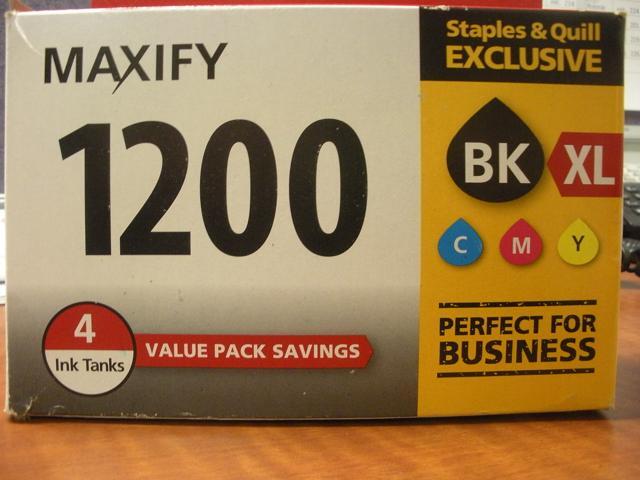 MAXIFY
1200
4
Ink Tanks
VALUE PACK SAVINGS
Staples & Quill
EXCLUSIVE
BK XL
C M Y
PERFECT FOR
BUSINESS